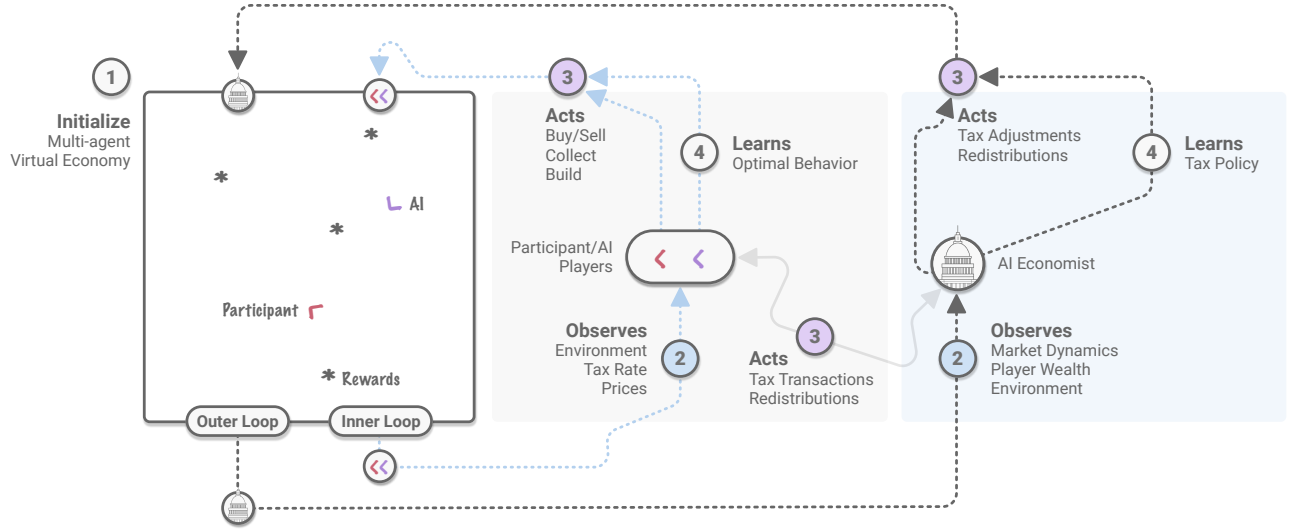 1
Initialize
Multi-agent
Virtual Economy
AI
Participant
Rewards
Outer Loop
Inner Loop
3
Acts
Buy/Sell
Collect
Build
4
Learns
Optimal Behavior
Participant/AI
Players
Observes
Environment
Tax Rate
Prices
2
3
Acts
Tax Transactions
Redistributions
3
Acts
Tax Adjustments
Redistributions
4
Learns
Tax Policy
AI Economist
2
Observes
Market Dynamics
Player Wealth
Environment